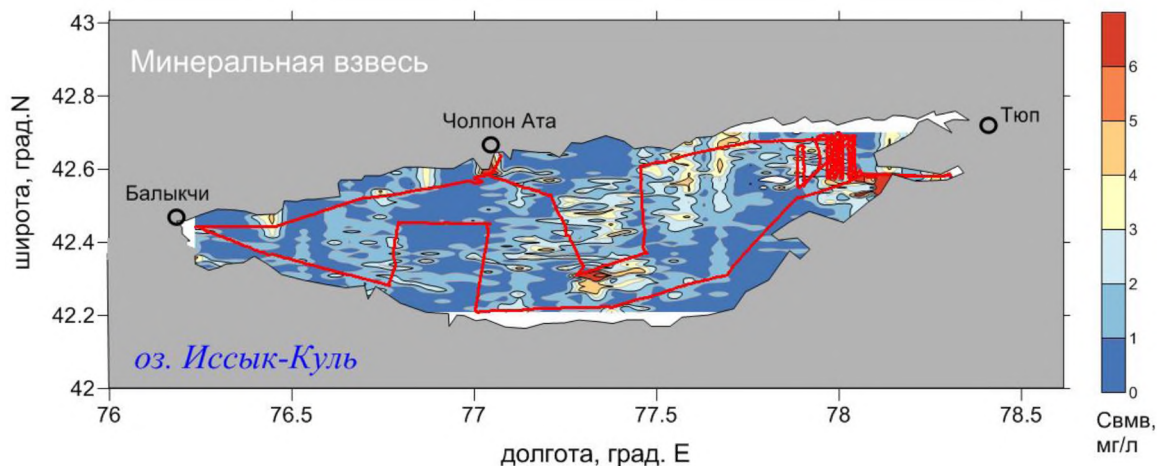 43
42.8
42.6
42.4
42.2
42
широта, град.N
Минеральная взвесь
Чолпон Ата
Тюп
Балыкчи
оз. Иссык-Куль
76
76.5
77
77.5
78
78.5
долгота, град. Е
6
5
4
3
2
1
0
Свмв,
мг/л